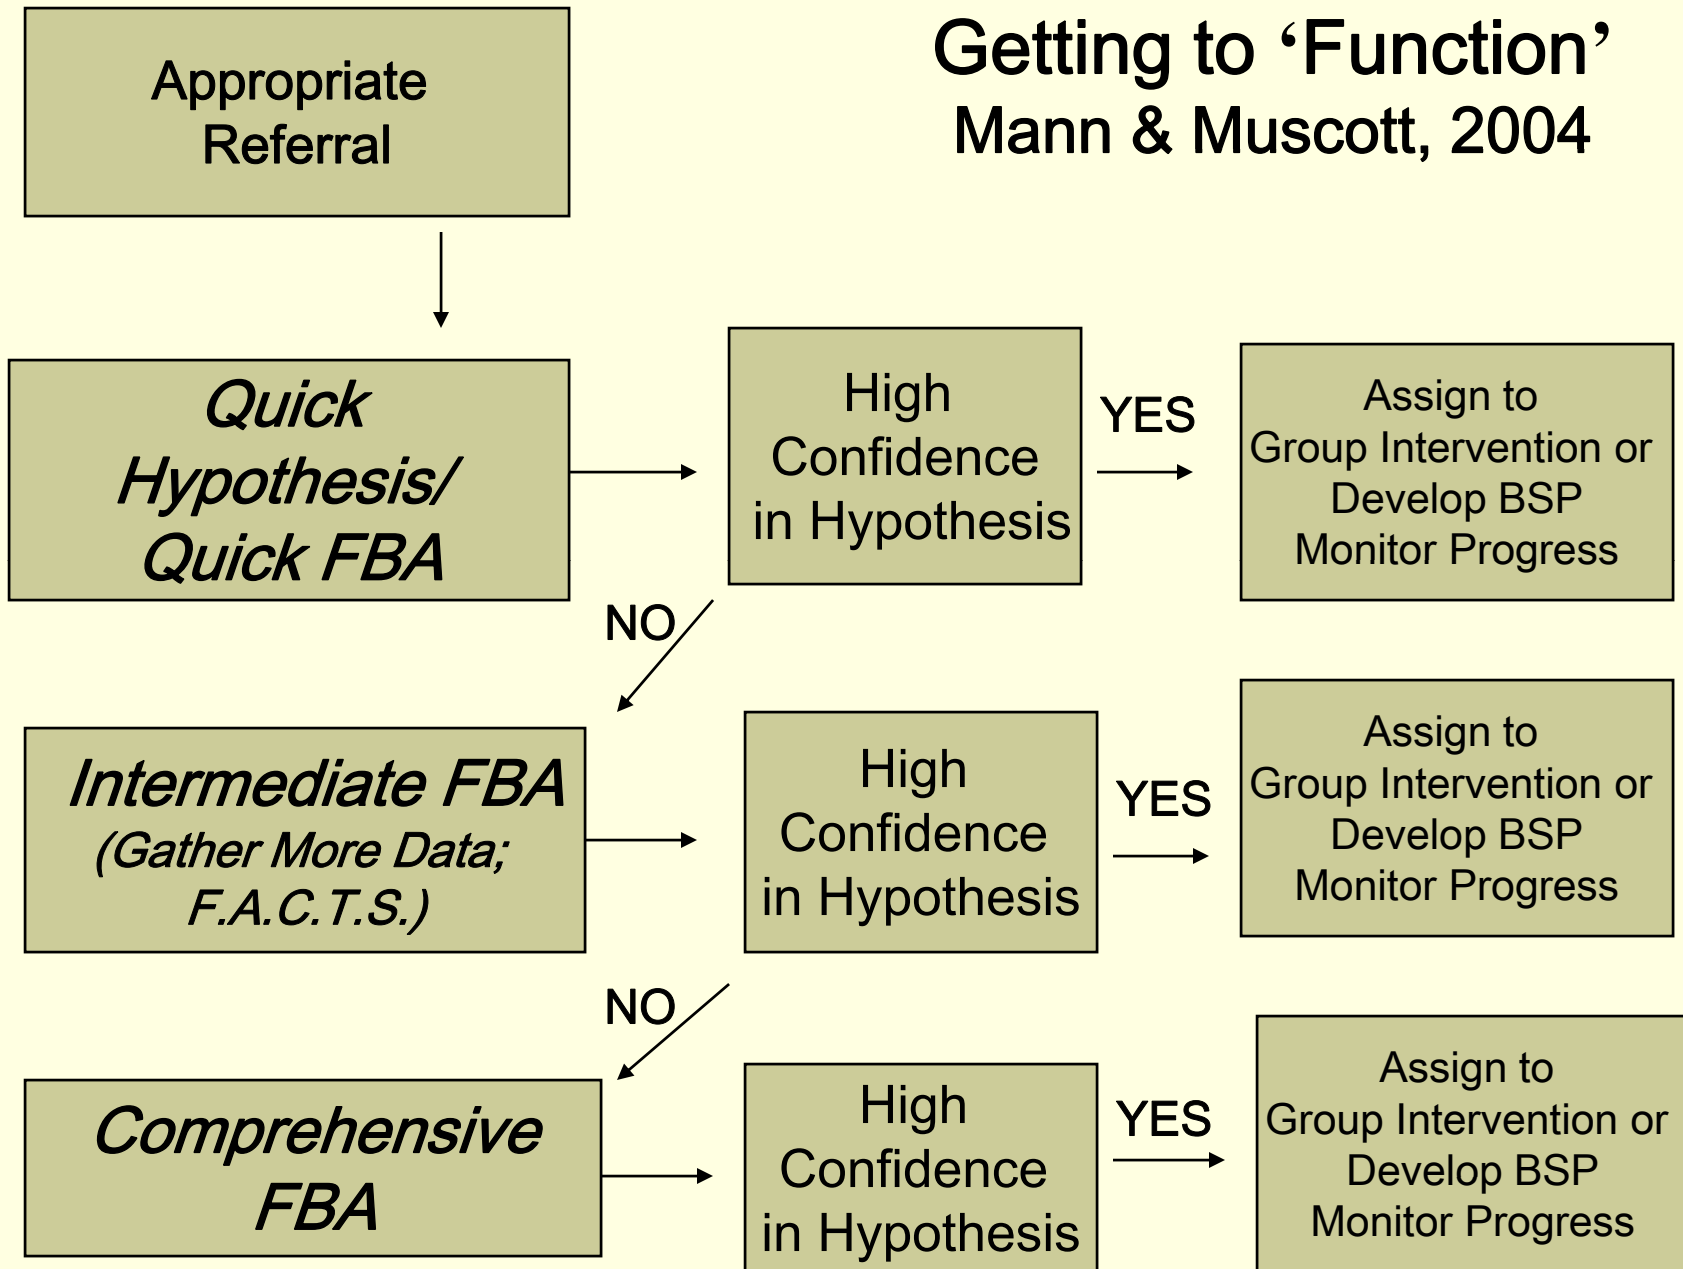 Getting to ‘Function’
Mann & Muscott, 2004
Appropriate
Referral
Quick
Hypothesis/
Quick FBA
High
Confidence
in Hypothesis
YES
Assign to
Group Intervention or
Develop BSP
Monitor Progress
NO
Intermediate FBA
(Gather More Data;
F.A.C.T.S.)
High
Confidence
in Hypothesis
YES
Assign to
Group Intervention or
Develop BSP
Monitor Progress
NO
Comprehensive
FBA
High
Confidence
in Hypothesis
YES
Assign to
Group Intervention or
Develop BSP
Monitor Progress